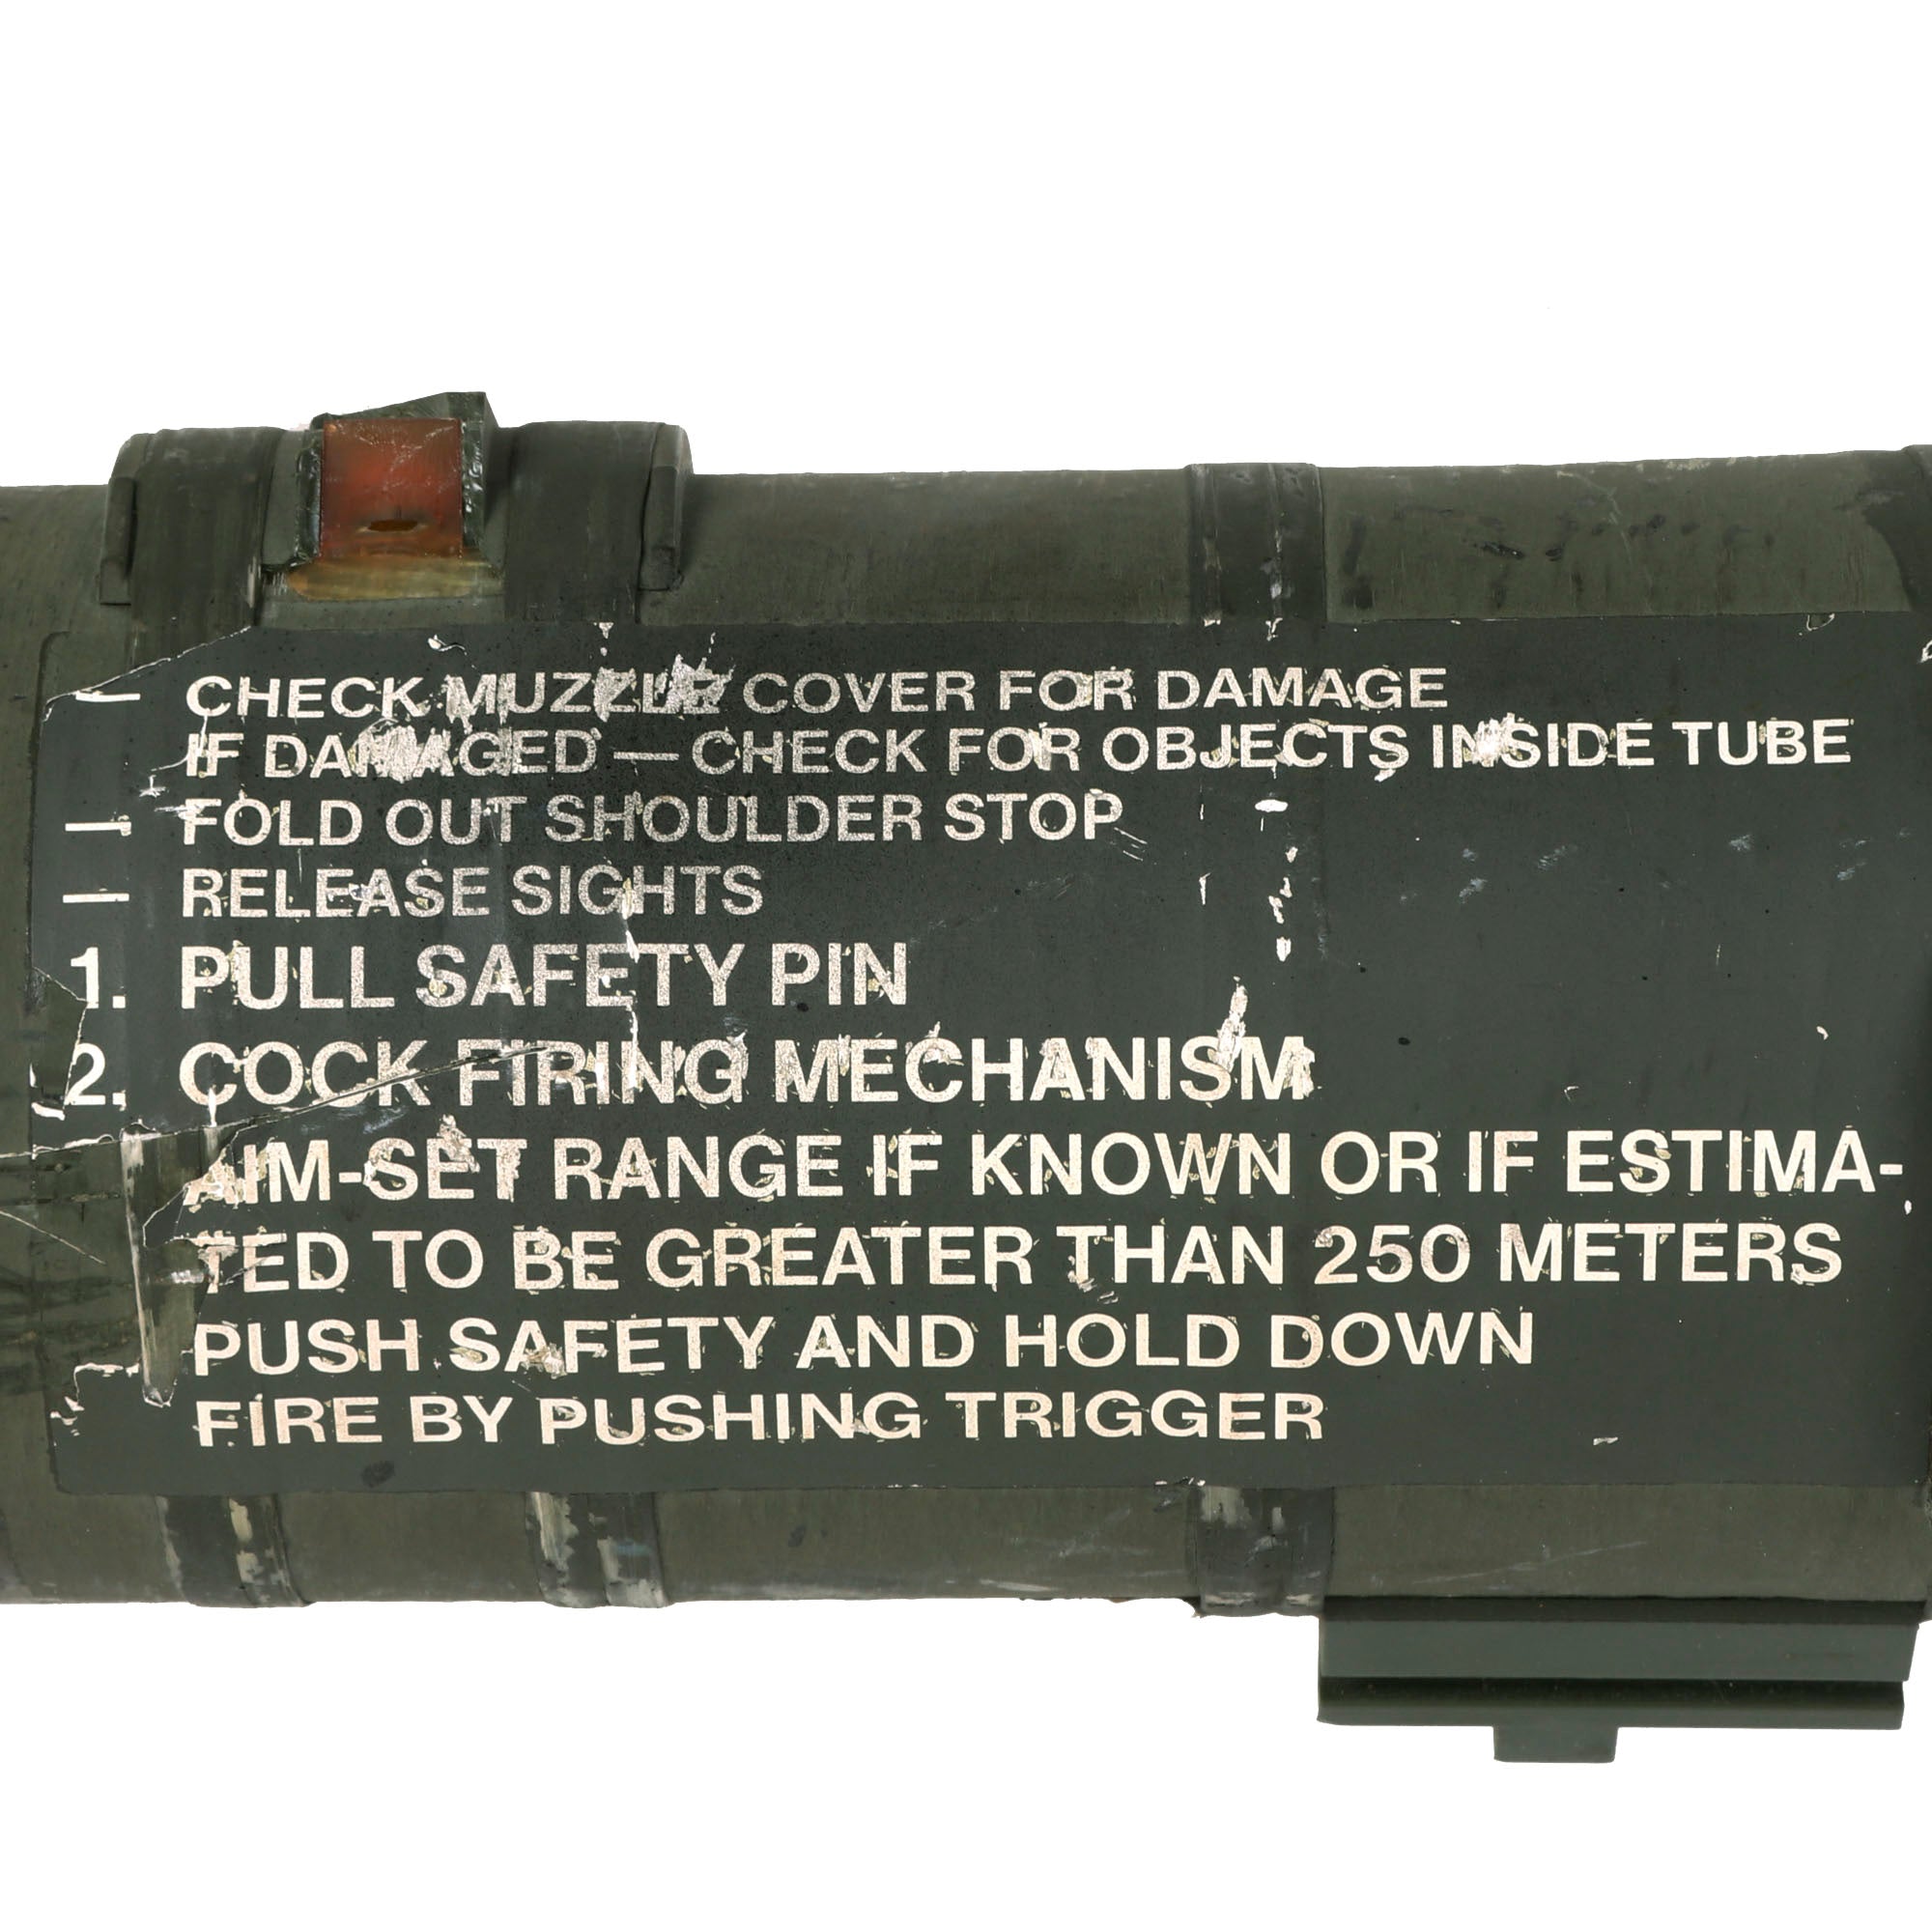 — CHECK MUZZLE COVER FOR DAMAGE
IF DAMAGED — CHECK FOR OBJECTS INSIDE TUBE
— FOLD OUT SHOULDER STOP
— RELEASE SIGHTS
1. PULL SAFETY PIN
2. COCK FIRING MECHANISM
AIM-SET RANGE IF KNOWN OR IF ESTIMA-
TED TO BE GREATER THAN 250 METERS
PUSH SAFETY AND HOLD DOWN
FIRE BY PUSHING TRIGGER